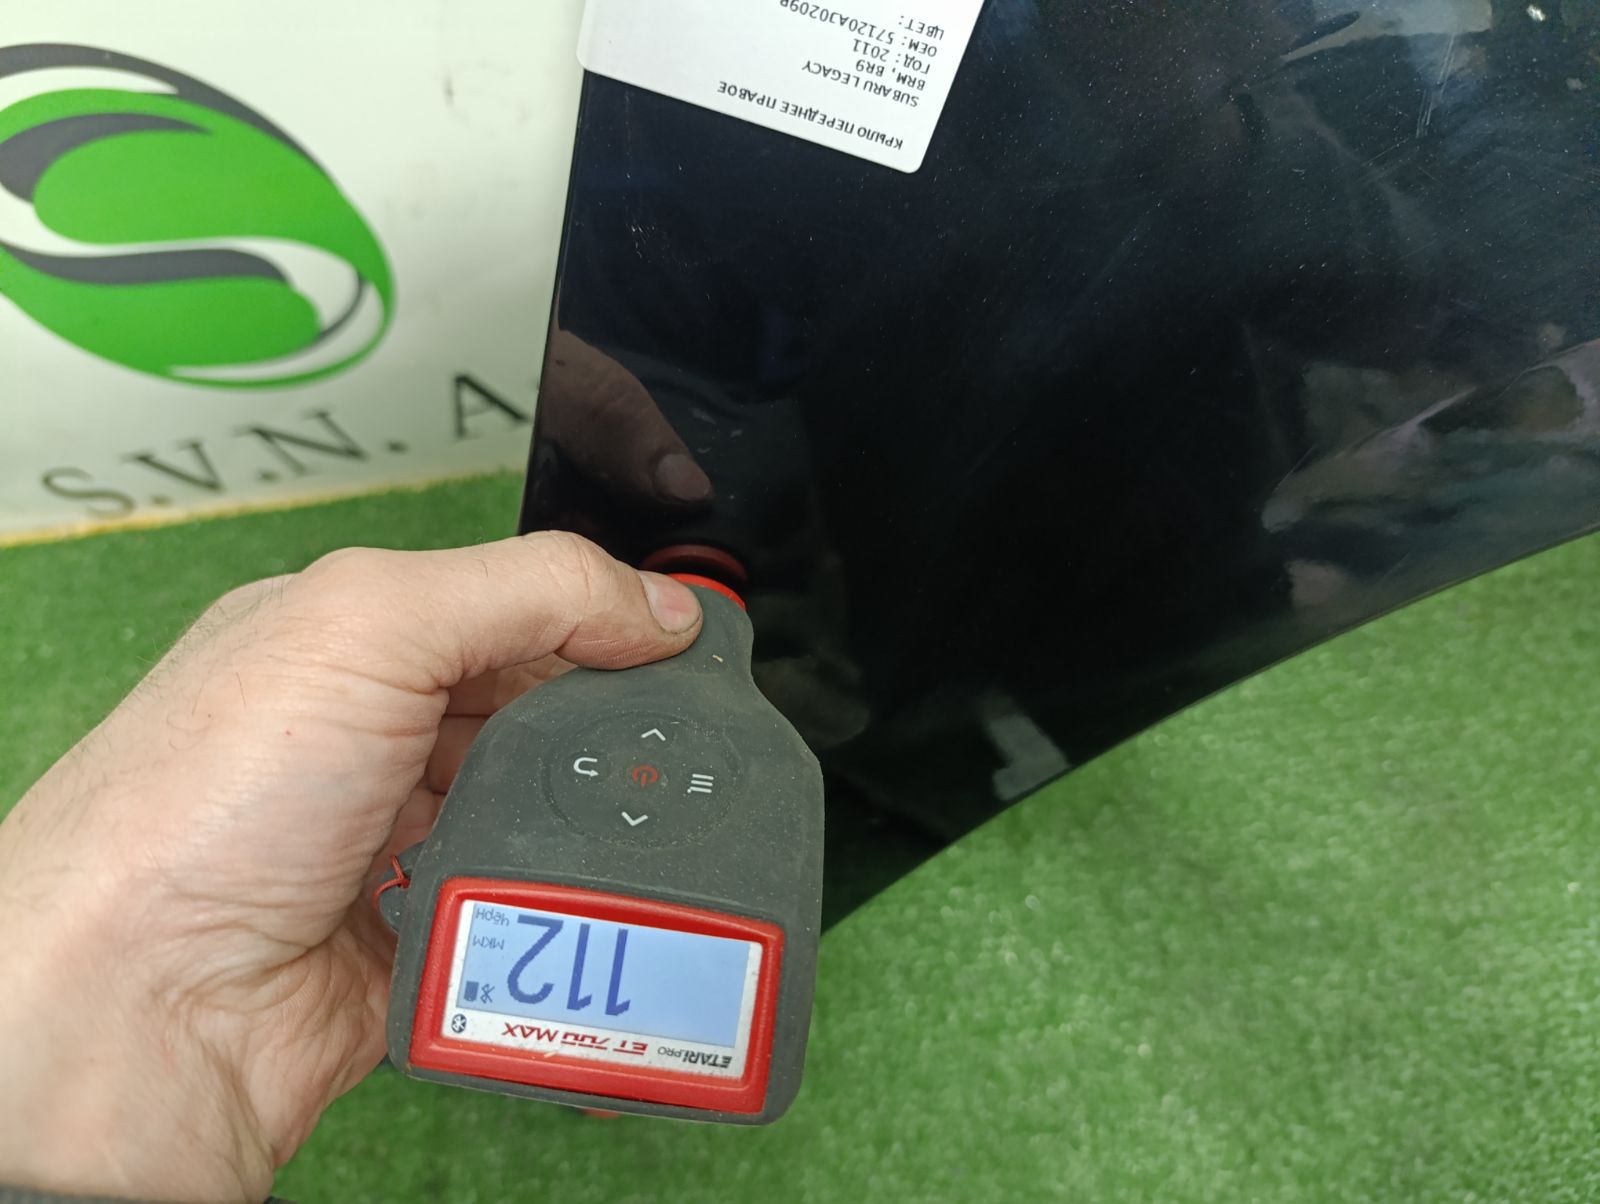 КРЫЛО ПЕРЕДНЕЕ ПРАВОЕ
SUBARU LEGACY
BRM, BR9
ГОД: 2011
OEM: 57120AJ0209P
ЦВЕТ:
S.V.N. A
ETARI.PRO ET 700 MAX
112
МКМ
ЧёрН